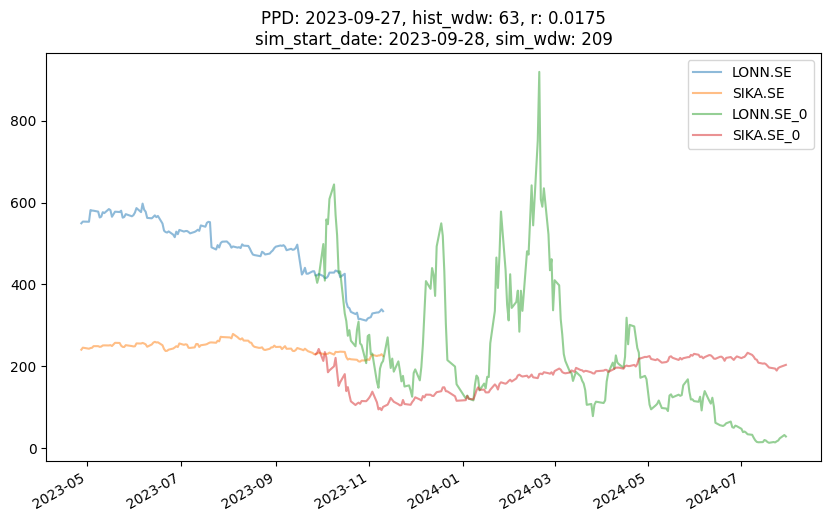 PPD: 2023-09-27, hist_wdw: 63, r: 0.0175
sim_start_date: 2023-09-28, sim_wdw: 209
LONN.SE
SIKA.SE
LONN.SE_0
SIKA.SE_0
800
600
400
200
0
2023-05
2023-07
2023-09
2023-11
2024-01
2024-03
2024-05
2024-07